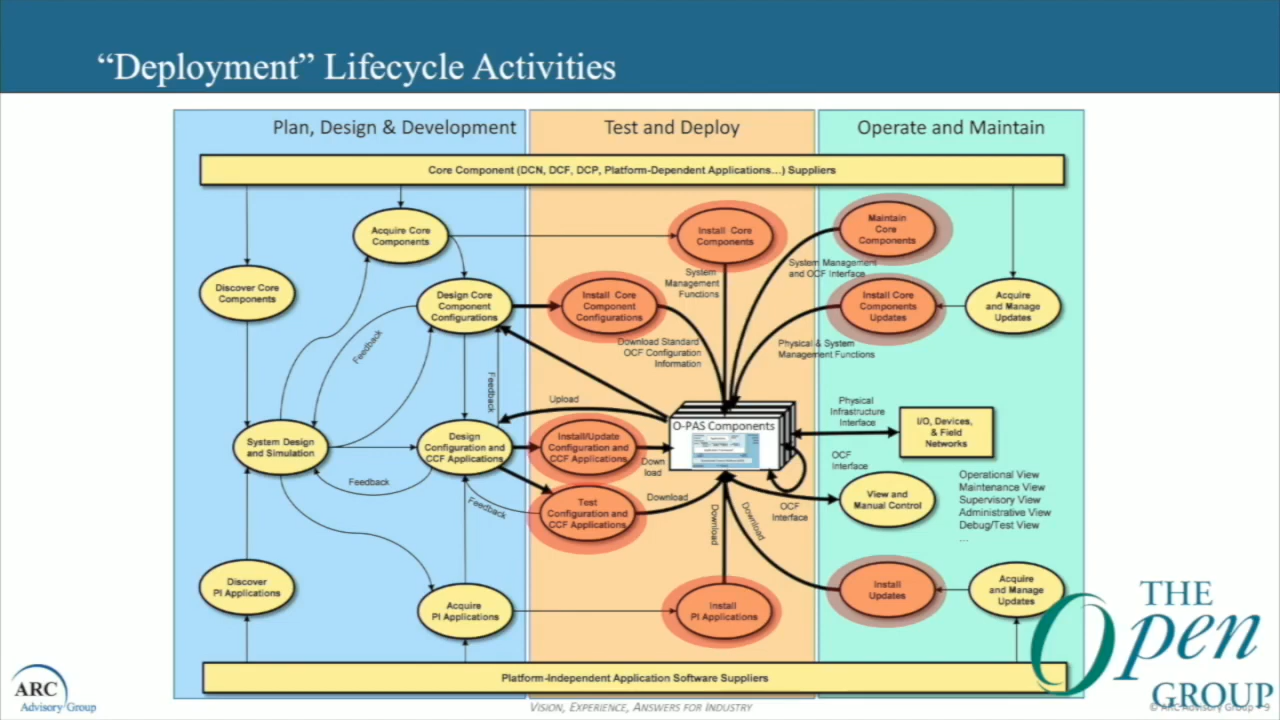 “Deployment” Lifecycle Activities
Plan, Design & Development
Test and Deploy
Operate and Maintain
Core Component (DCN, DCF, DCP, Platform-Dependent Applications...) Suppliers
Acquire Core
Components
Install Core
Components
Maintain
Core
Components
System Management
and OCF Interface
Discover Core
Components
Design Core
Component
Configurations
Install Core
Component
Configurations
System
Management
Functions
Install Core
Components
Updates
Acquire
and Manage
Updates
Feedback
Download Standard
OCF Configuration
Information
Physical & System
Management Functions
Feedback
Upload
O-PAS Components
Physical
Infrastructure
Interface
I/O, Devices,
& Field
Networks
System Design
and Simulation
Design
Configuration and
CCF Applications
Install/Update
Configuration and
CCF Applications
Down
load
OCF
Interface
Feedback
Feedback
Test
Configuration and
CCF Applications
Download
Download
Download
OCF
Interface
View and
Manual Control
Operational View
Maintenance View
Supervisory View
Administrative View
Debug/Test View
...
Discover
PI Applications
Acquire
PI Applications
Install
PI Applications
Install
Updates
Acquire
and Manage
Updates
Platform-Independent Application Software Suppliers
THE
Open
GROUP
ARC
Advisory Group
VISION, EXPERIENCE, ANSWERS FOR INDUSTRY
© ARC Advisory Group • 9